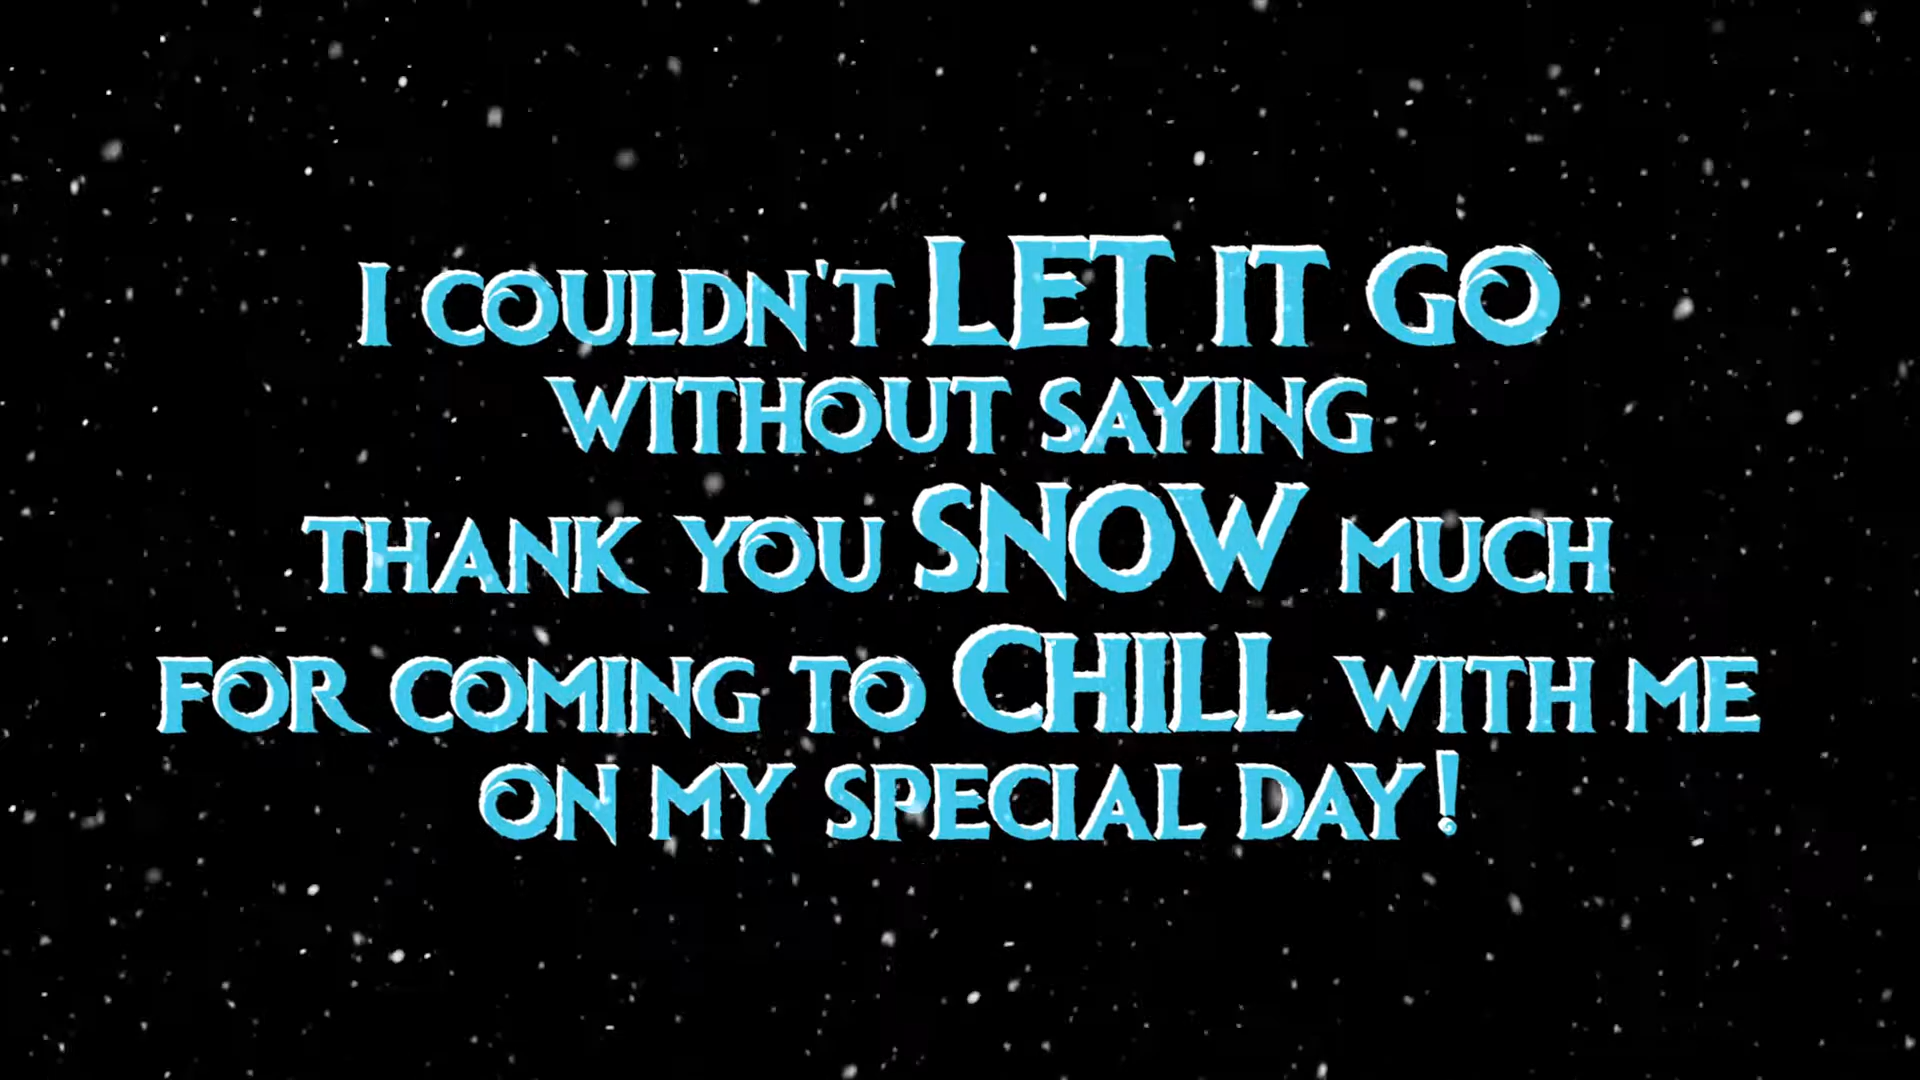 I COULDN'T LET IT GO
WITHOUT SAYING
THANK YOU SNOW MUCH
FOR COMING TO CHILL WITH ME
ON MY SPECIAL DAY!